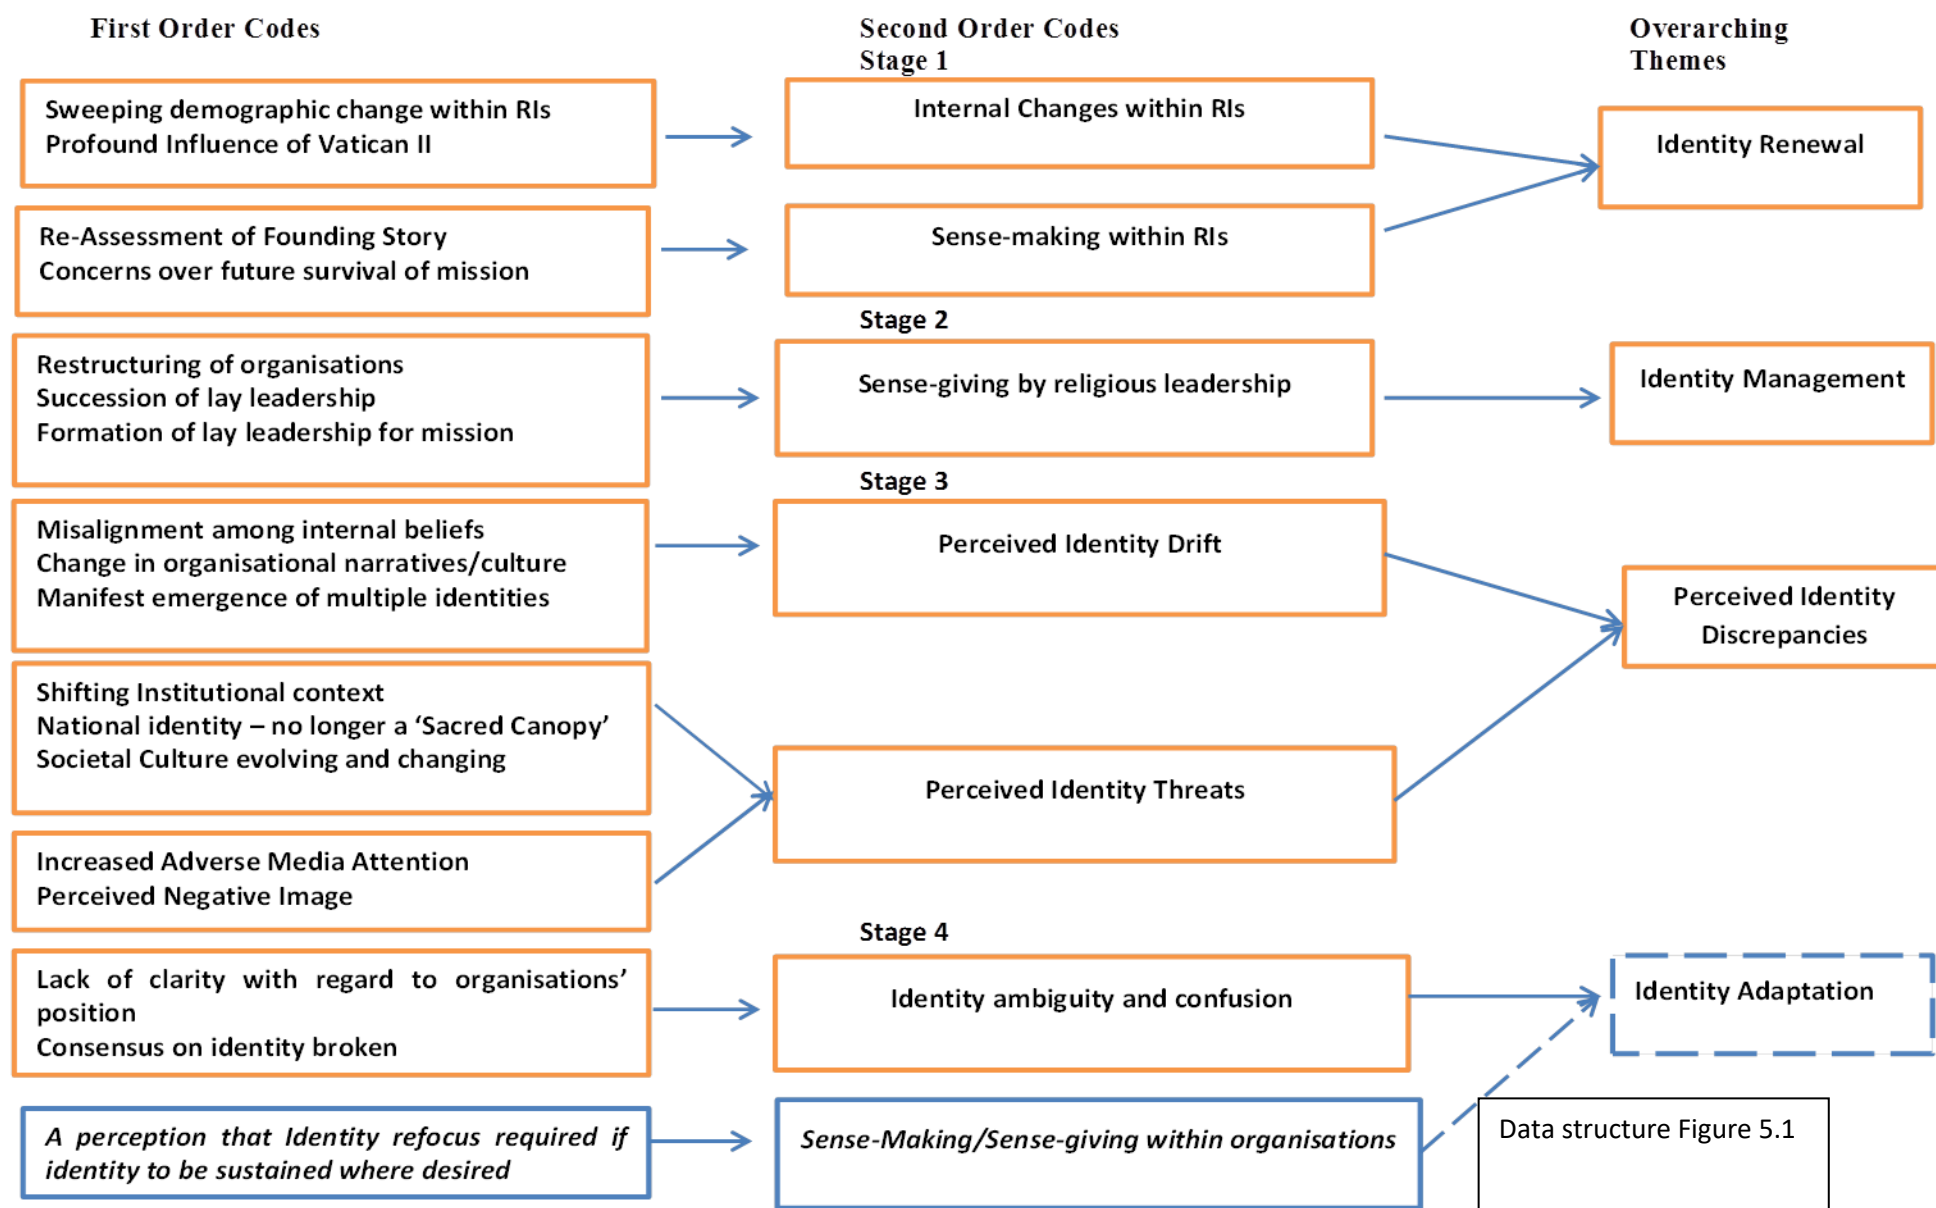 First Order Codes
Second Order Codes
Stage 1
Overarching
Themes
Sweeping demographic change within RIs
Profound Influence of Vatican II
Internal Changes within RIs
Identity Renewal
Re-Assessment of Founding Story
Concerns over future survival of mission
Sense-making within RIs
Stage 2
Restructuring of organisations
Succession of lay leadership
Formation of lay leadership for mission
Sense-giving by religious leadership
Identity Management
Stage 3
Misalignment among internal beliefs
Change in organisational narratives/culture
Manifest emergence of multiple identities
Perceived Identity Drift
Perceived Identity
Discrepancies
Shifting Institutional context
National identity – no longer a ‘Sacred Canopy’
Societal Culture evolving and changing
Perceived Identity Threats
Increased Adverse Media Attention
Perceived Negative Image
Stage 4
Lack of clarity with regard to organisations’
position
Consensus on identity broken
Identity ambiguity and confusion
Identity Adaptation
A perception that Identity refocus required if
identity to be sustained where desired
Sense-Making/Sense-giving within organisations
Data structure Figure 5.1